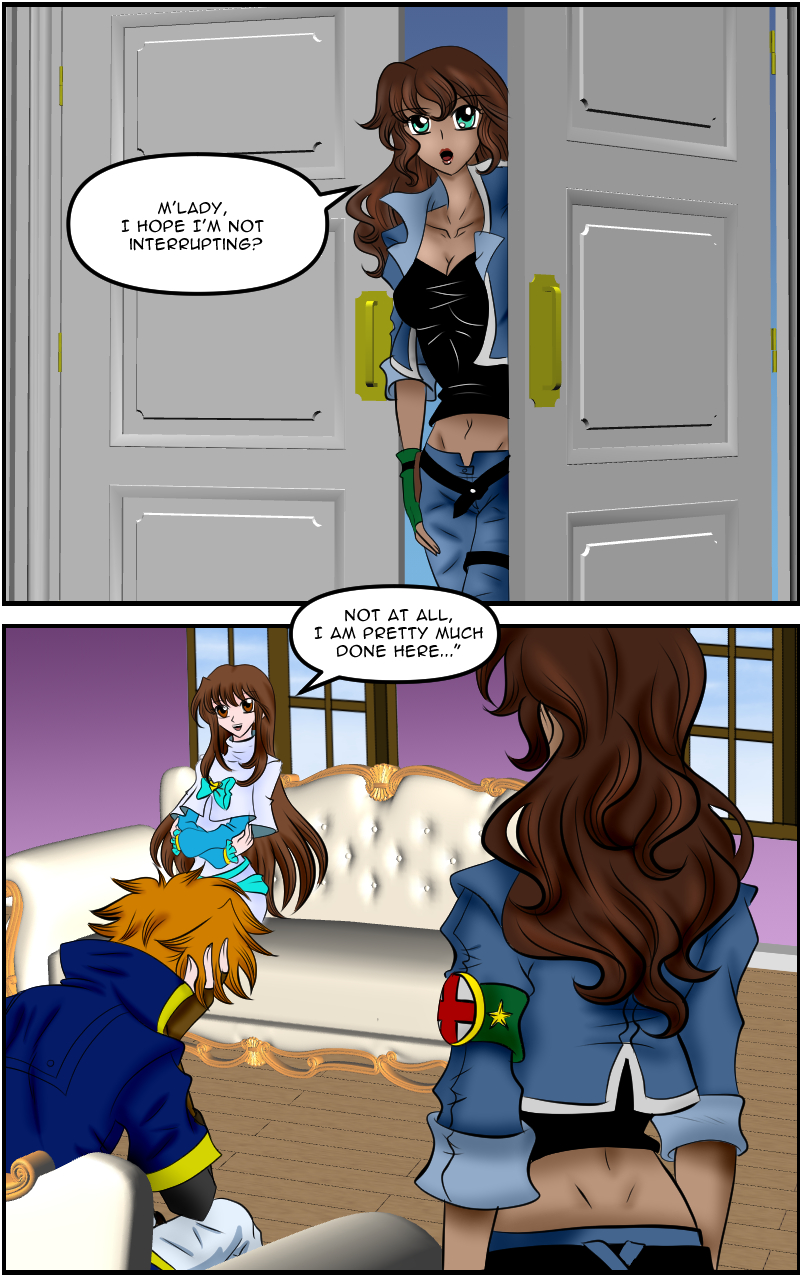 M'LADY,
I HOPE I'M NOT
INTERRUPTING?
NOT AT ALL,
I AM PRETTY MUCH
DONE HERE..."